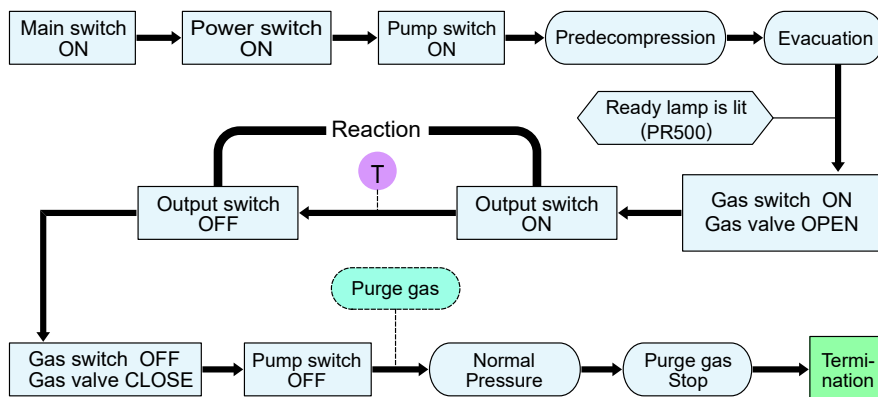 Main switch
ON
Power switch
ON
Pump switch
ON
Predecompression
Evacuation
Ready lamp is lit
(PR500)
Gas switch ON
Gas valve OPEN
Output switch
ON
Reaction
T
Output switch
OFF
Gas switch OFF
Gas valve CLOSE
Pump switch
OFF
Purge gas
Normal
Pressure
Purge gas
Stop
Termi-
nation